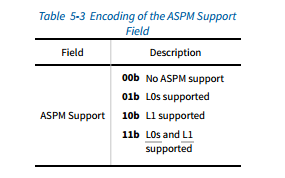 Table 5-3 Encoding of the ASPM Support
Field
Field Description
00b No ASPM support
01b L0s supported
ASPM Support 10b L1 supported
11b L0s and L1
supported